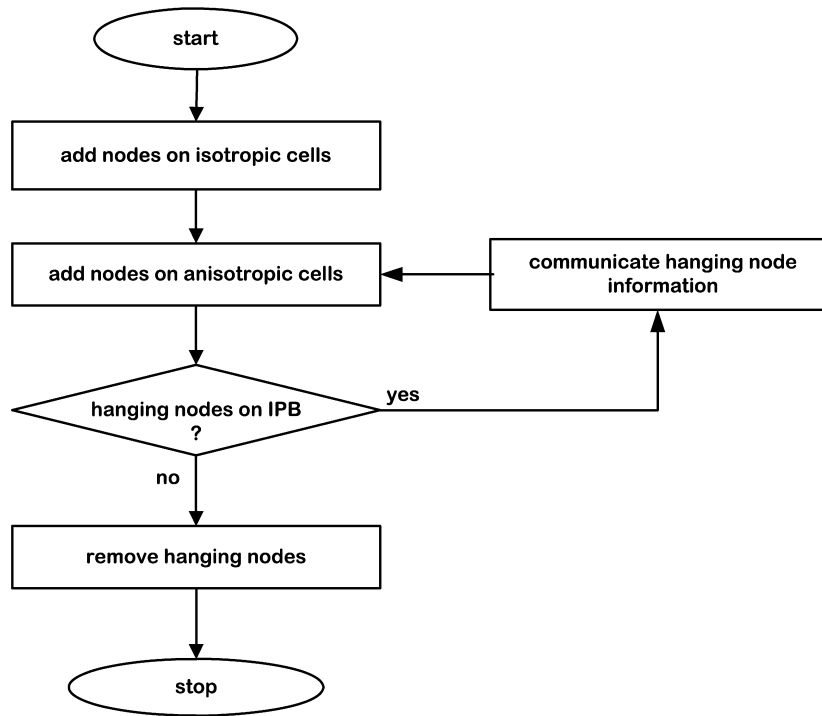 start
add nodes on isotropic cells
add nodes on anisotropic cells
communicate hanging node
information
hanging nodes on IPB
?
yes
no
remove hanging nodes
stop